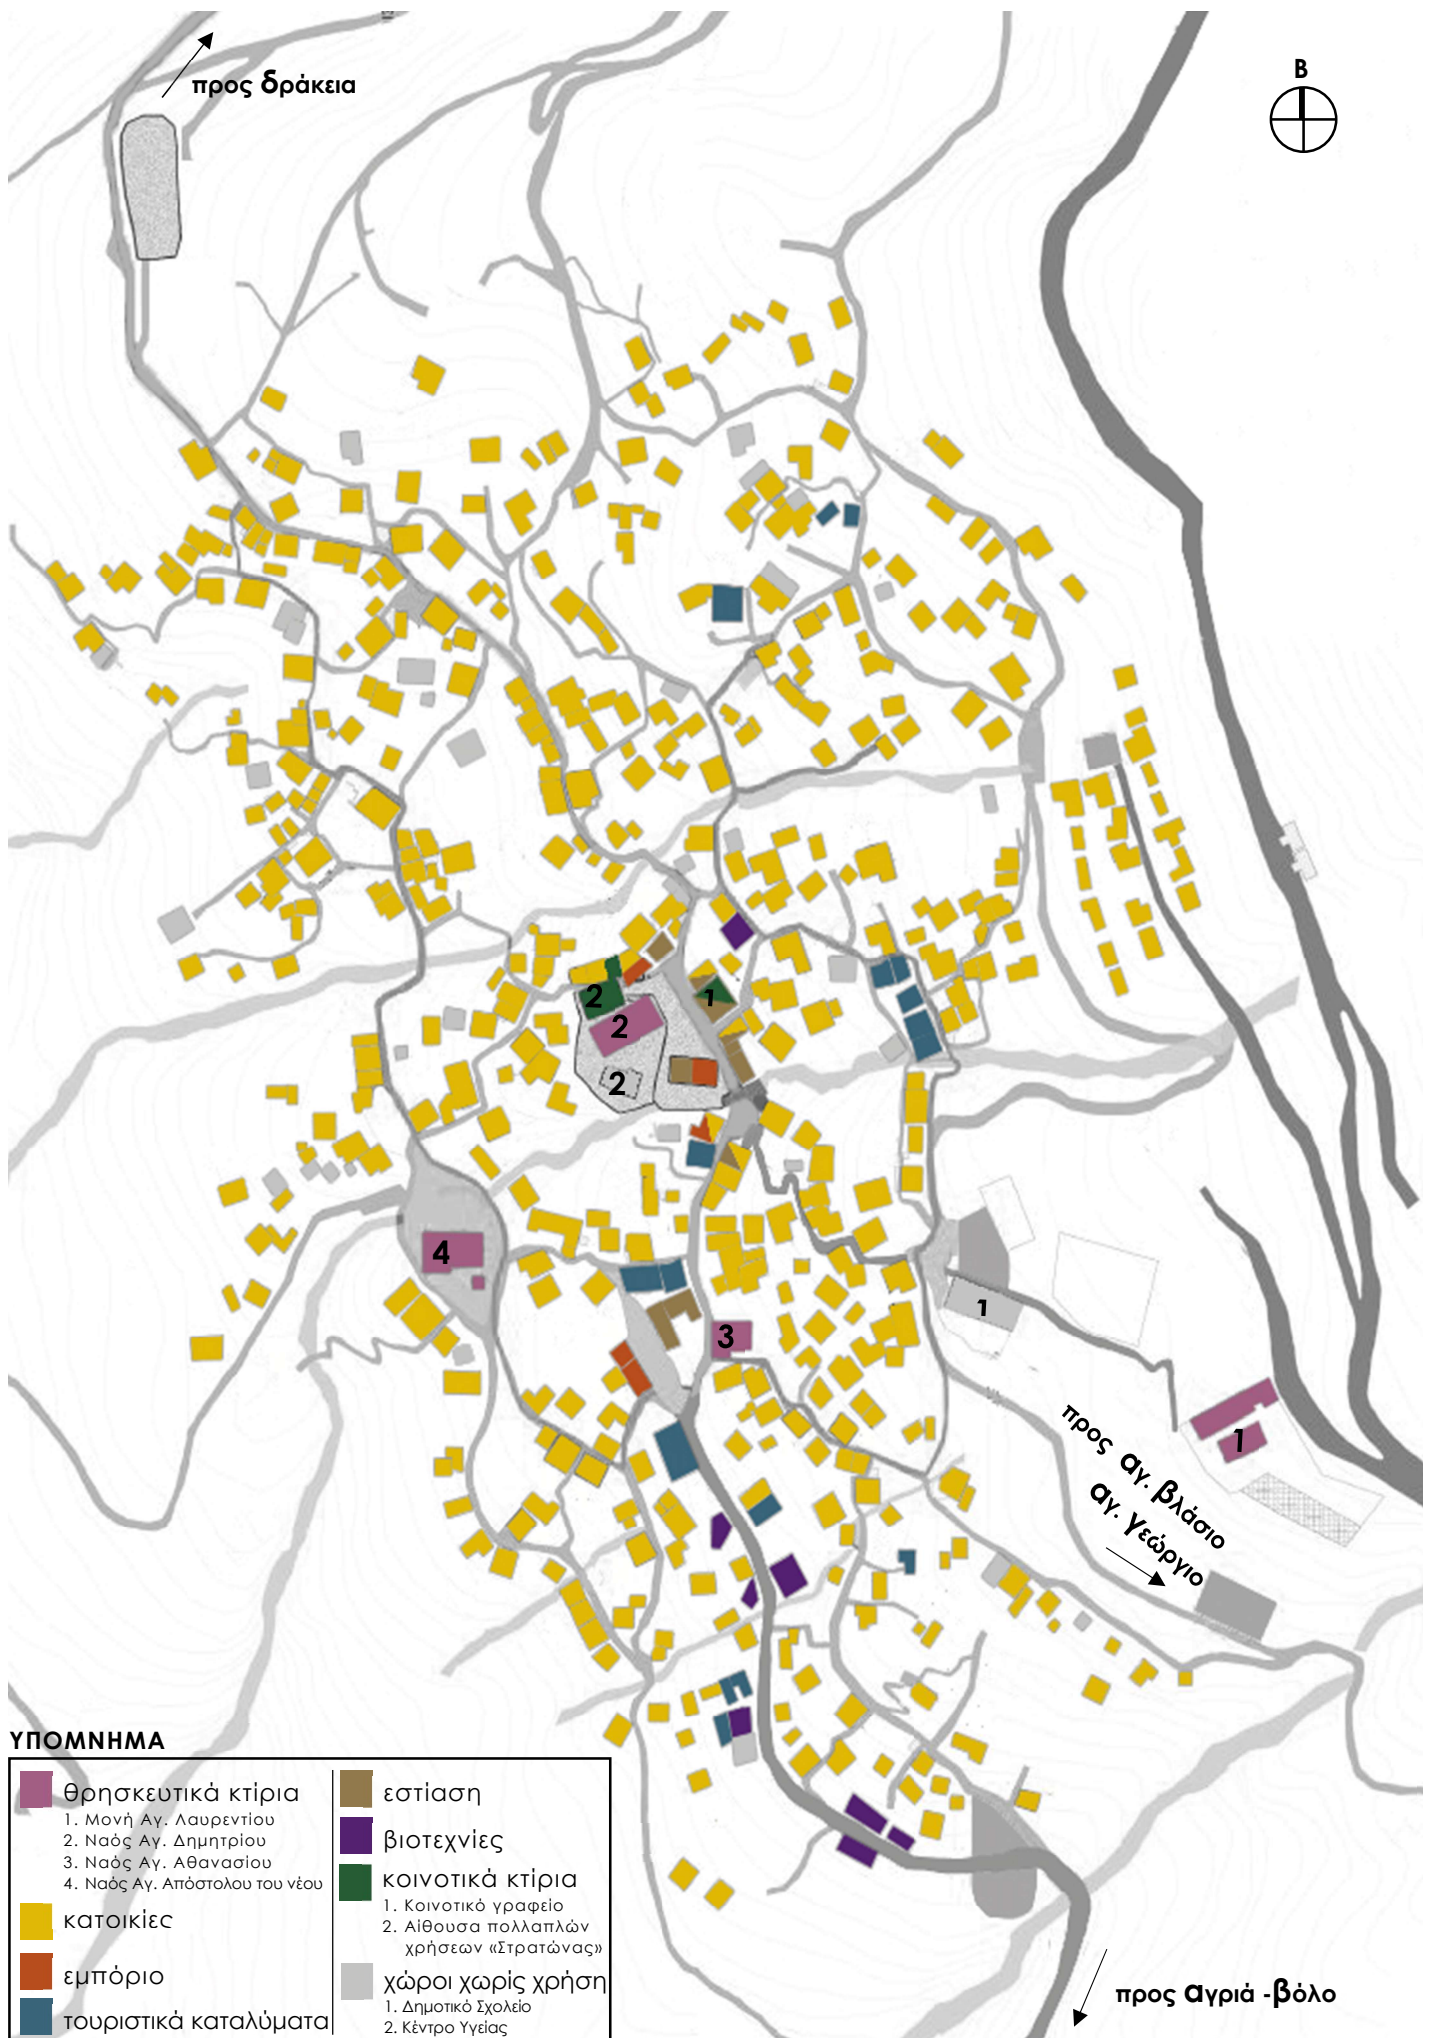 προς δράκεια
Β
2
1
2
2
4
3
1
1
προς αγ. βλάσιο
αγ. γεώργιο
ΥΠΟΜΝΗΜΑ
θρησκευτικά κτίρια
1. Μονή Αγ. Λαυρεντίου
2. Ναός Αγ. Δημητρίου
3. Ναός Αγ. Αθανασίου
4. Ναός Αγ. Απόστολου του νέου
κατοικίες
εμπόριο
τουριστικά καταλύματα
εστίαση
βιοτεχνίες
κοινοτικά κτίρια
1. Κοινοτικό γραφείο
2. Αίθουσα πολλαπλών
χρήσεων «Στρατώνας»
χώροι χωρίς χρήση
1. Δημοτικό Σχολείο
2. Κέντρο Υγείας
προς αγριά -βόλο